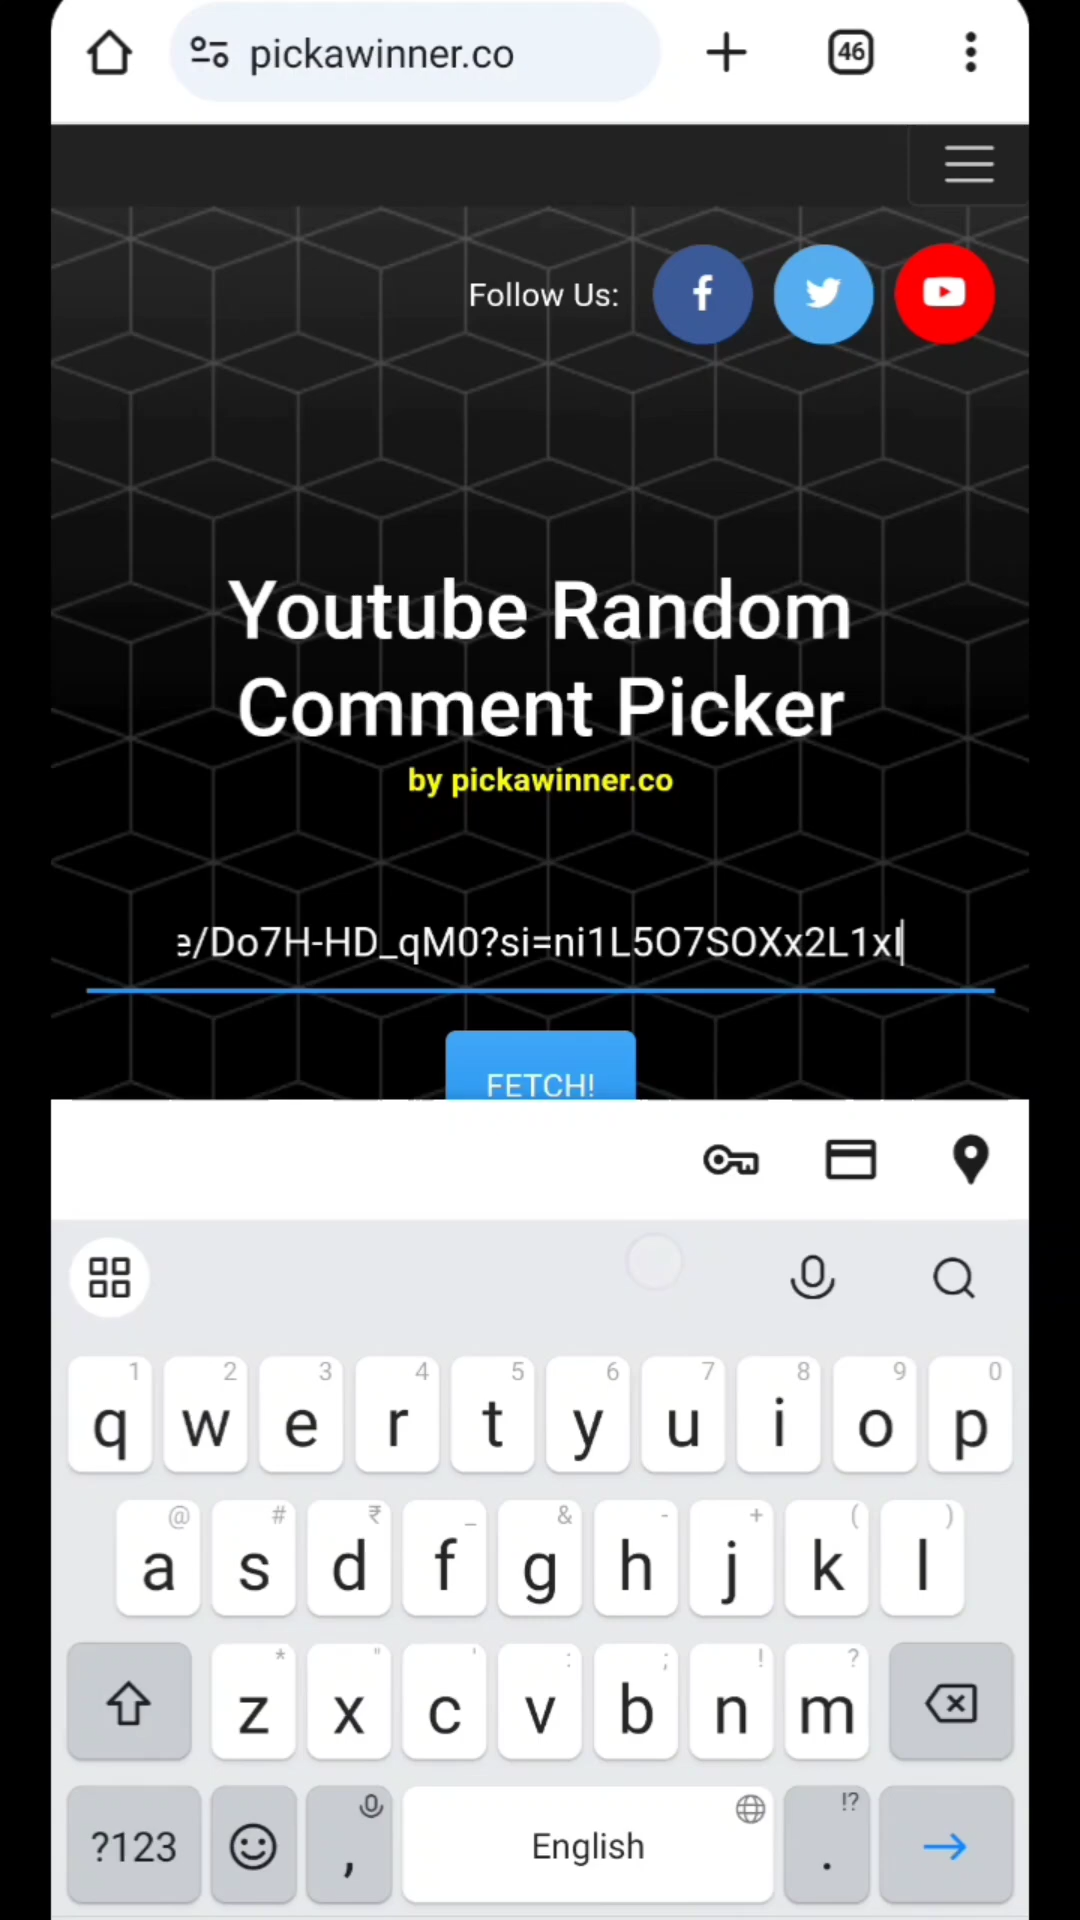 pickawinner.co
46
Follow Us:
Youtube Random
Comment Picker
by pickawinner.co
e/Do7H-HD_qM0?si=ni1L5O7SOXx2L1xI
FETCH!
1 2 3 4 5 6 7 8 9 0
q w e r t y u i o p
@ # ₹ _ & - + ( )
a s d f g h j k l
* " ' : ; ! ?
z x c v b n m
!?
?123 , English .